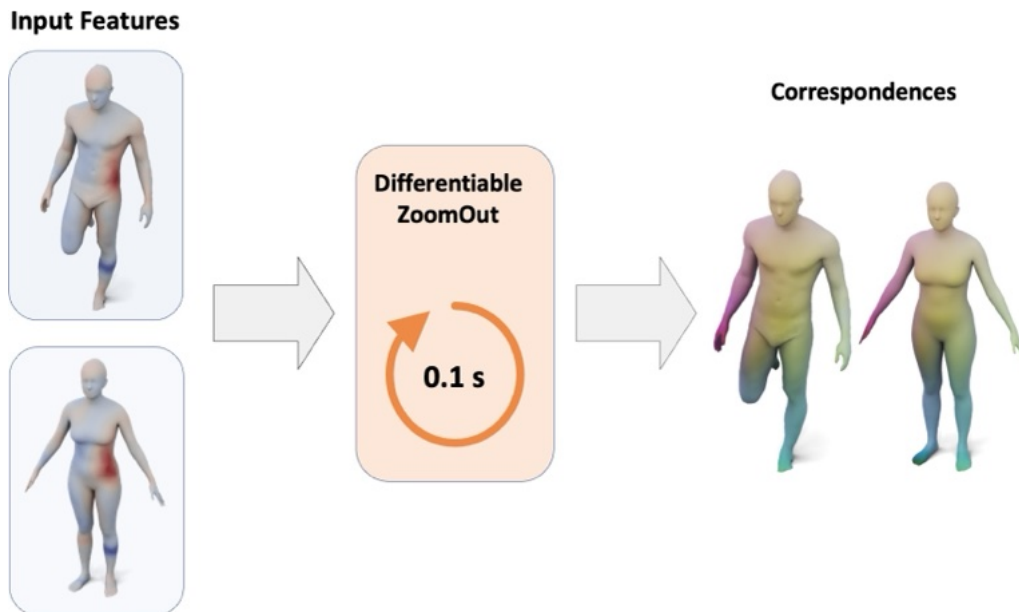 Input Features
Correspondences
Differentiable
ZoomOut
0.1 s